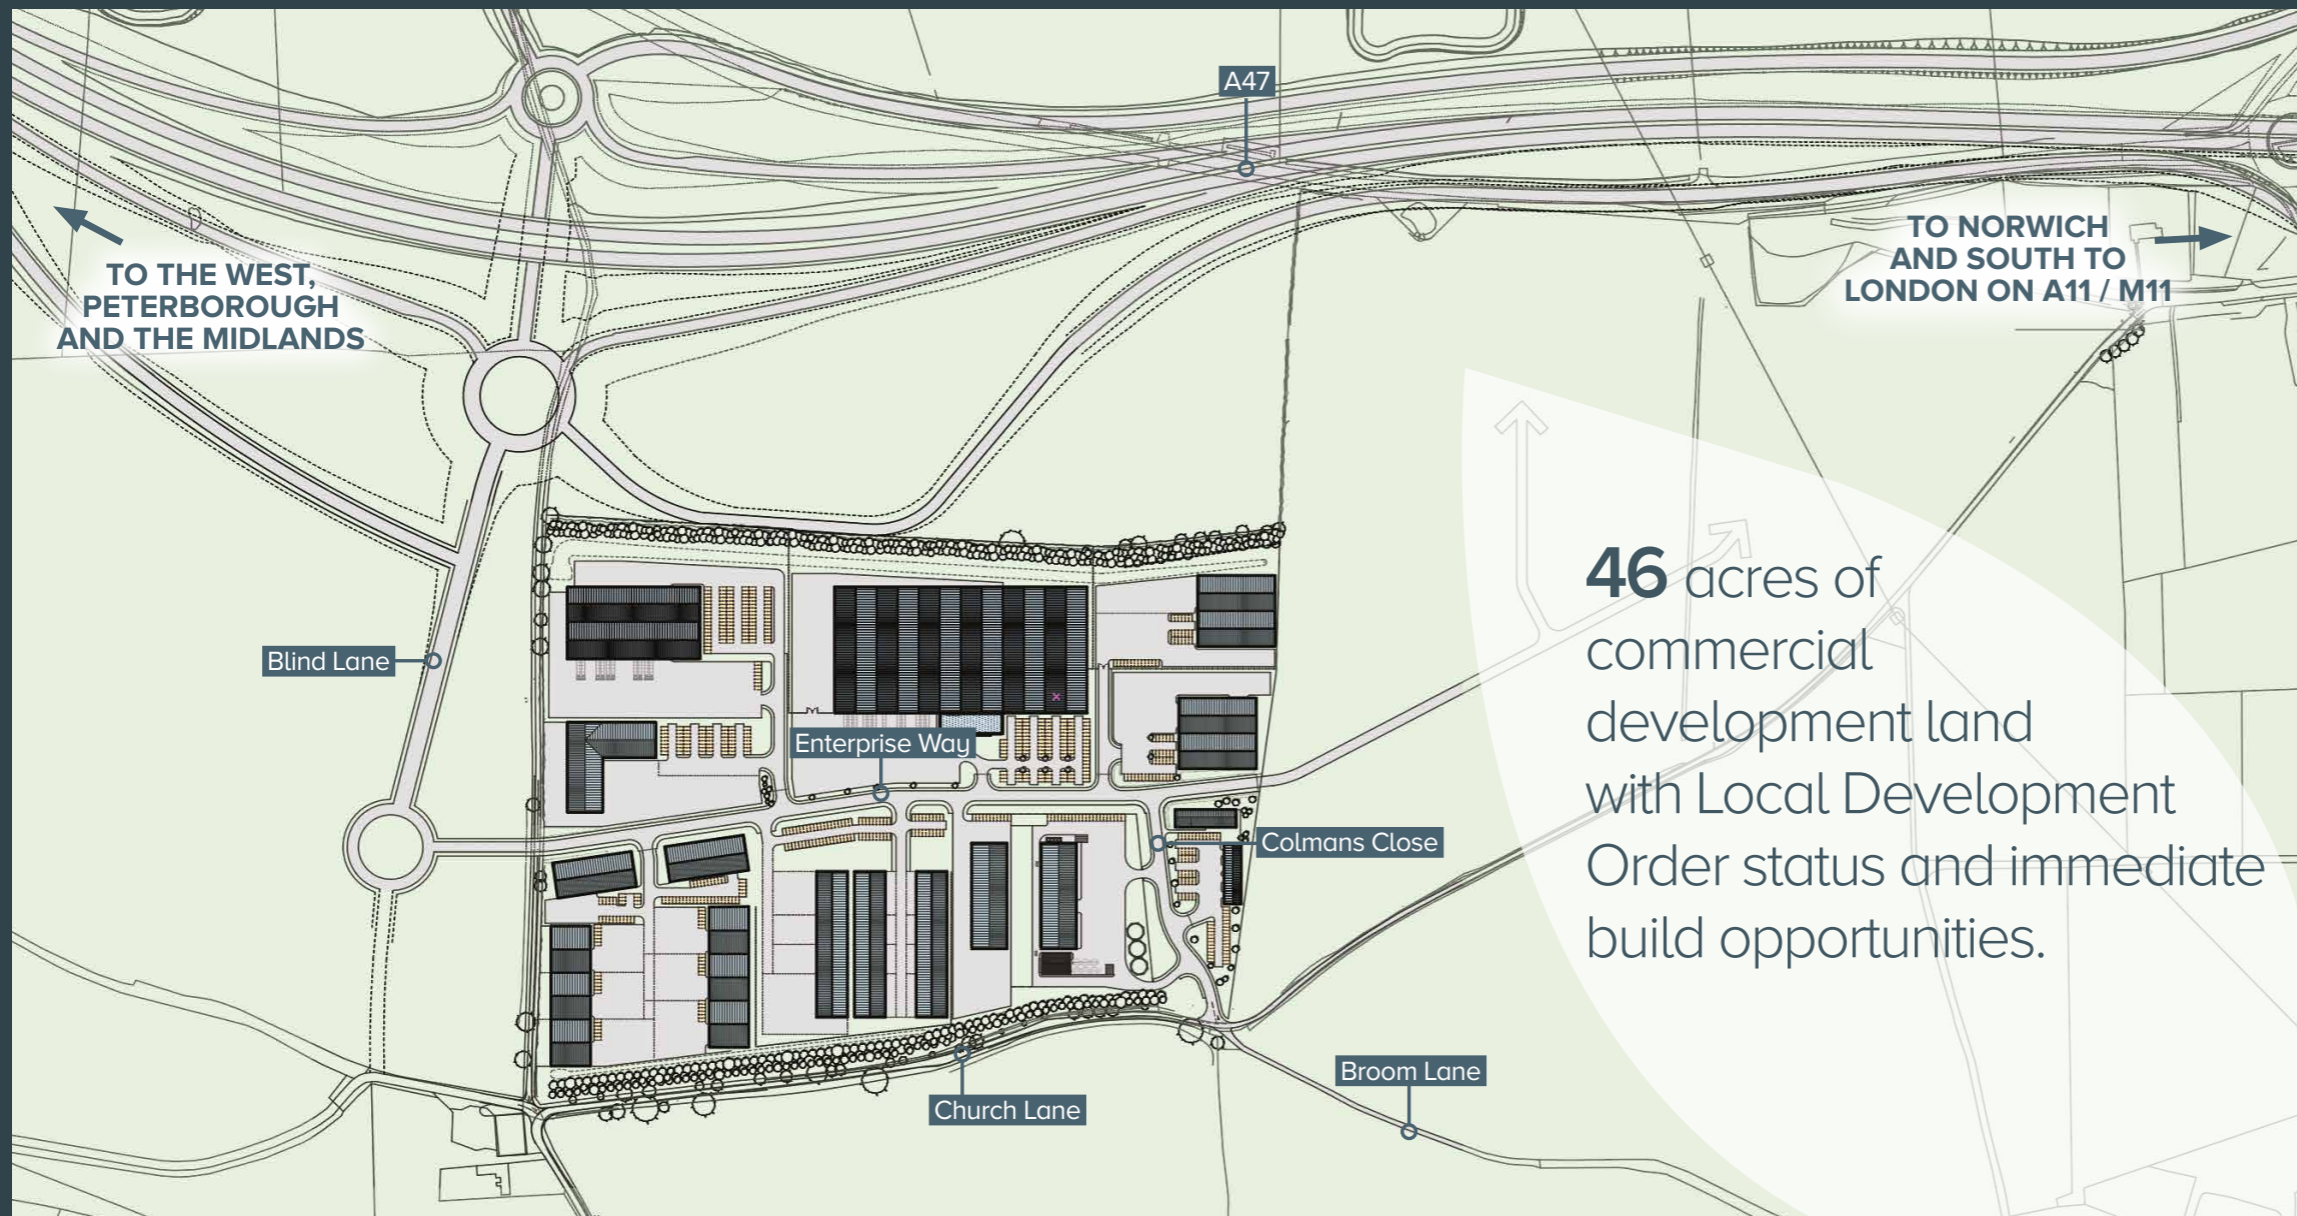 A47
TO THE WEST,
PETERBOROUGH
AND THE MIDLANDS
TO NORWICH
AND SOUTH TO
LONDON ON A11 / M11
46 acres of
commercial
development land
with Local Development
Order status and immediate
build opportunities.
Blind Lane
Enterprise Way
Colmans Close
Broom Lane
Church Lane